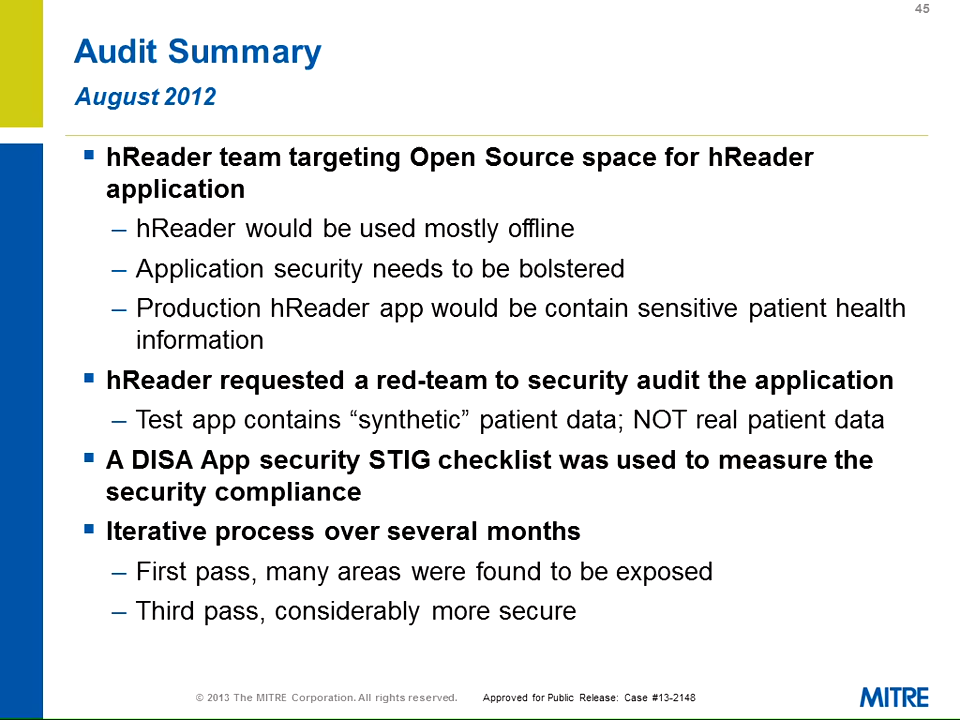 45
Audit Summary
August 2012
▪ hReader team targeting Open Source space for hReader
application
– hReader would be used mostly offline
– Application security needs to be bolstered
– Production hReader app would be contain sensitive patient health
information
▪ hReader requested a red-team to security audit the application
– Test app contains “synthetic” patient data; NOT real patient data
▪ A DISA App security STIG checklist was used to measure the
security compliance
▪ Iterative process over several months
– First pass, many areas were found to be exposed
– Third pass, considerably more secure
© 2013 The MITRE Corporation. All rights reserved. Approved for Public Release: Case #13-2148
MITRE